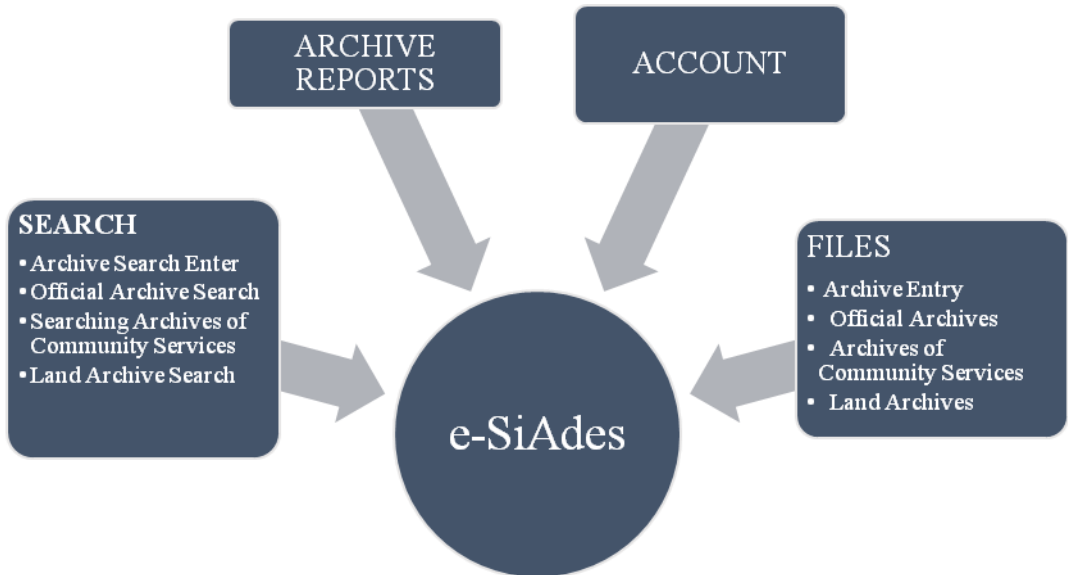 ARCHIVE
REPORTS
ACCOUNT
SEARCH
• Archive Search Enter
• Official Archive Search
• Searching Archives of
Community Services
• Land Archive Search
FILES
• Archive Entry
• Official Archives
• Archives of
Community Services
• Land Archives
e-SiAdes